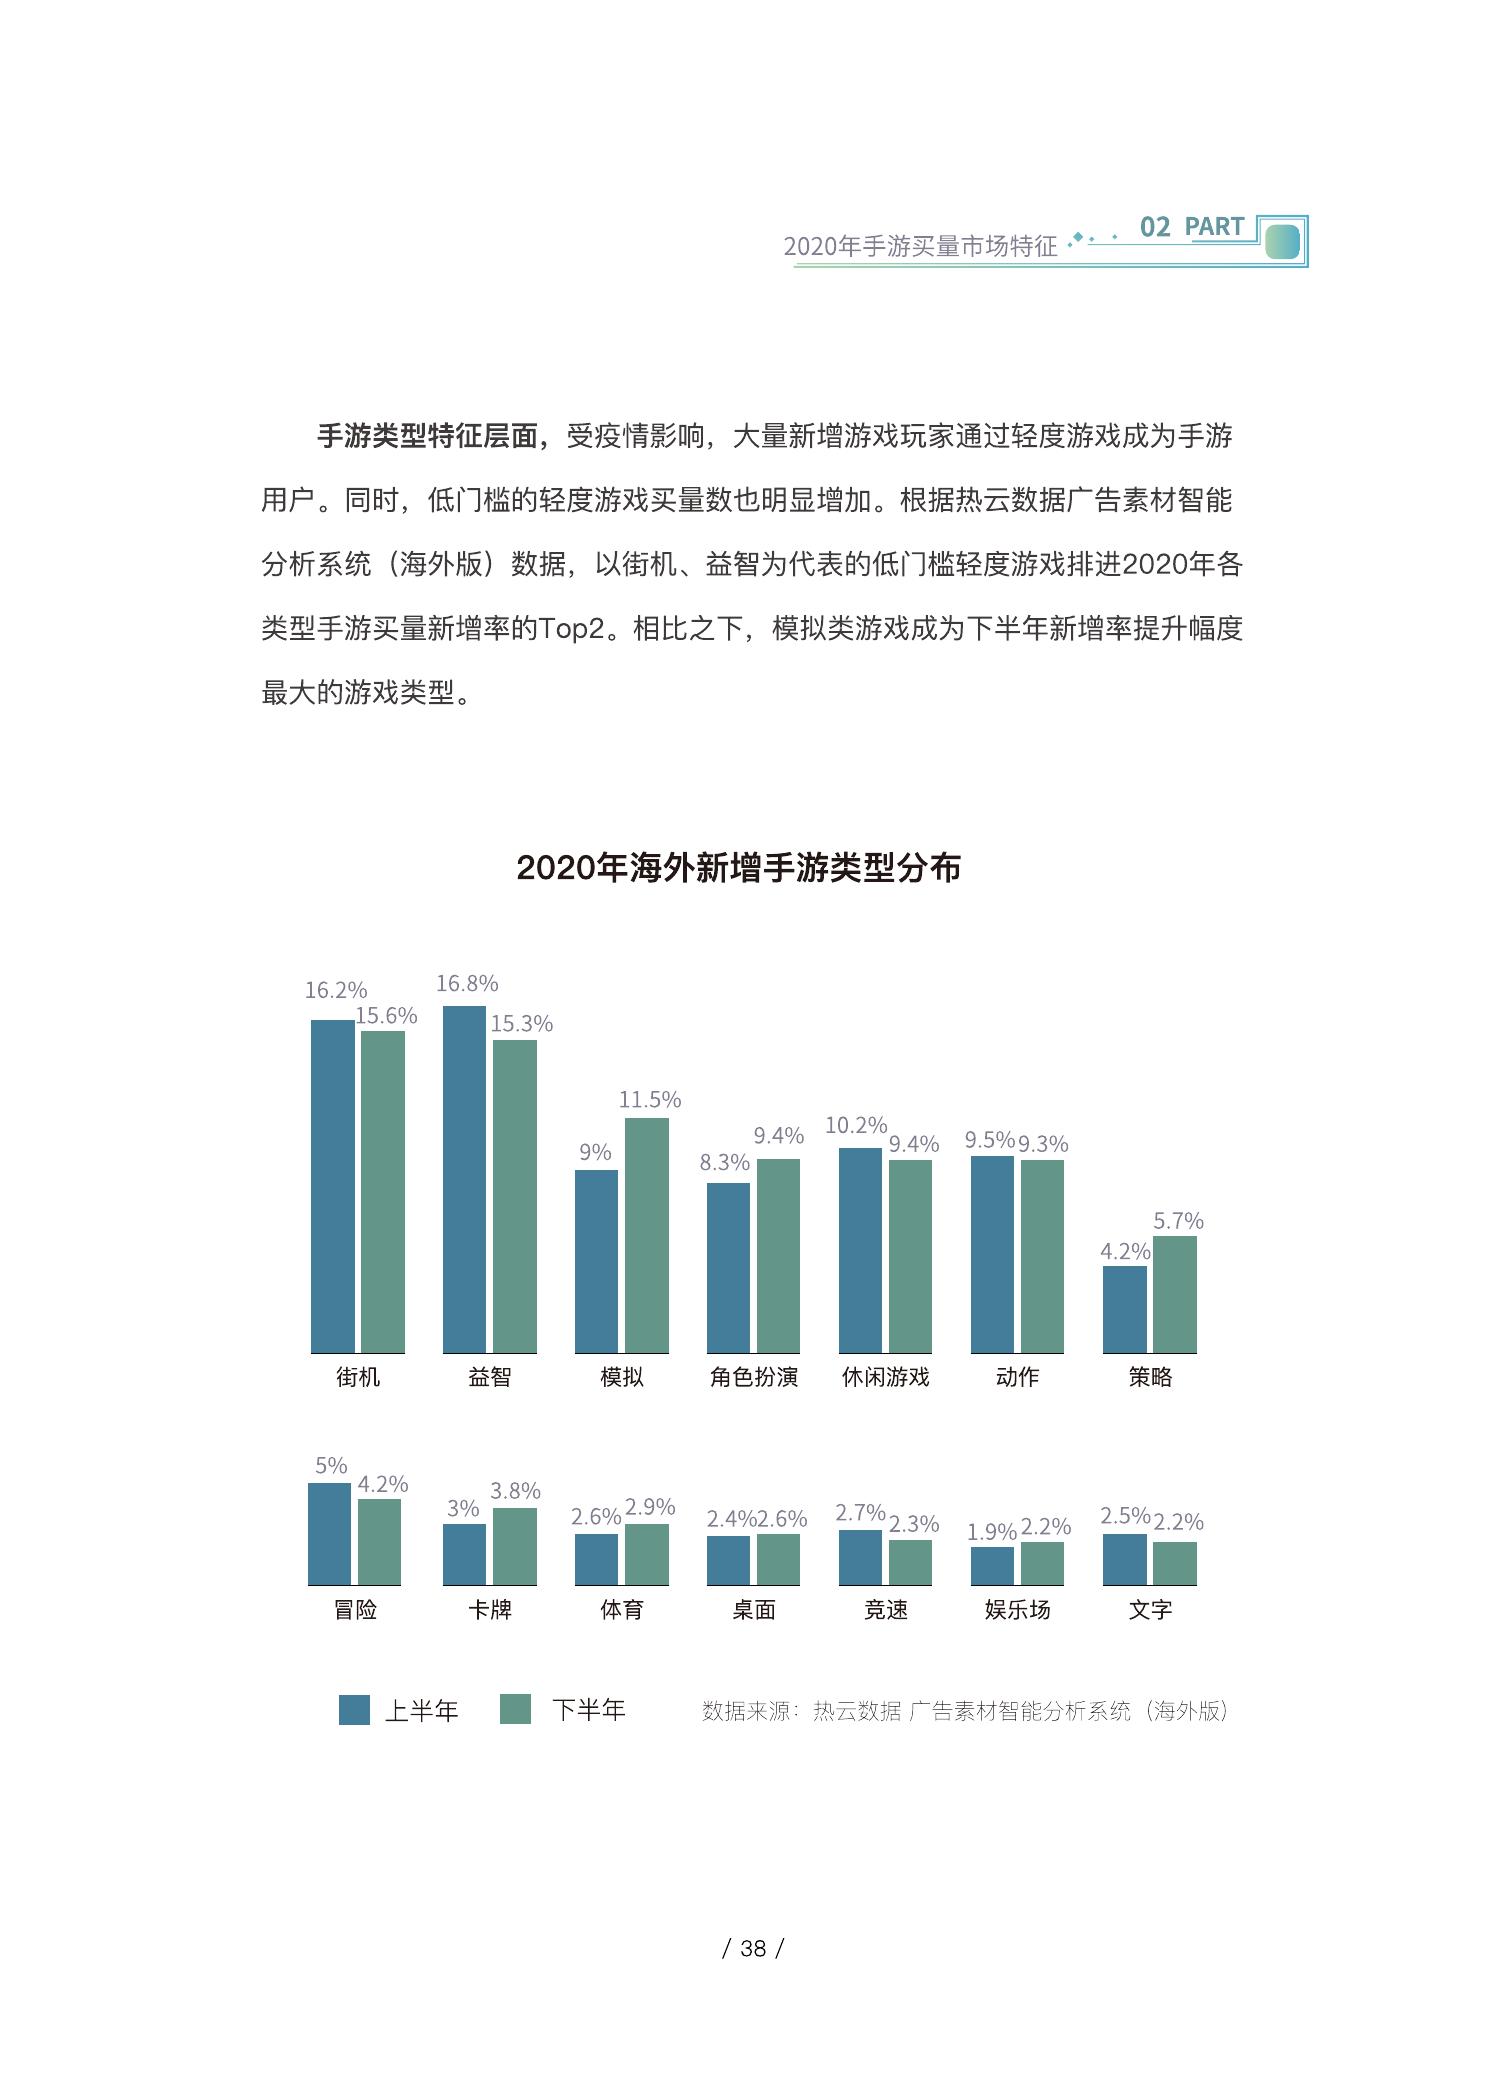 2020年手游买量市场特征
02 PART
手游类型特征层面，受疫情影响，大量新增游戏玩家通过轻度游戏成为手游
用户。同时，低门槛的轻度游戏买量数也明显增加。根据热云数据广告素材智能
分析系统（海外版）数据，以街机、益智为代表的低门槛轻度游戏排进2020年各
类型手游买量新增率的Top2。相比之下，模拟类游戏成为下半年新增率提升幅度
最大的游戏类型。
2020年海外新增手游类型分布
16.2% 15.6% 16.8% 15.3% 9% 11.5% 8.3% 9.4% 10.2% 9.4% 9.5% 9.3% 4.2% 5.7%
街机 益智 模拟 角色扮演 休闲游戏 动作 策略
5% 4.2% 3% 3.8% 2.6% 2.9% 2.4% 2.6% 2.7% 2.3% 1.9% 2.2% 2.5% 2.2%
冒险 卡牌 体育 桌面 竞速 娱乐场 文字
上半年 下半年 数据来源：热云数据 广告素材智能分析系统（海外版）
/ 38 /